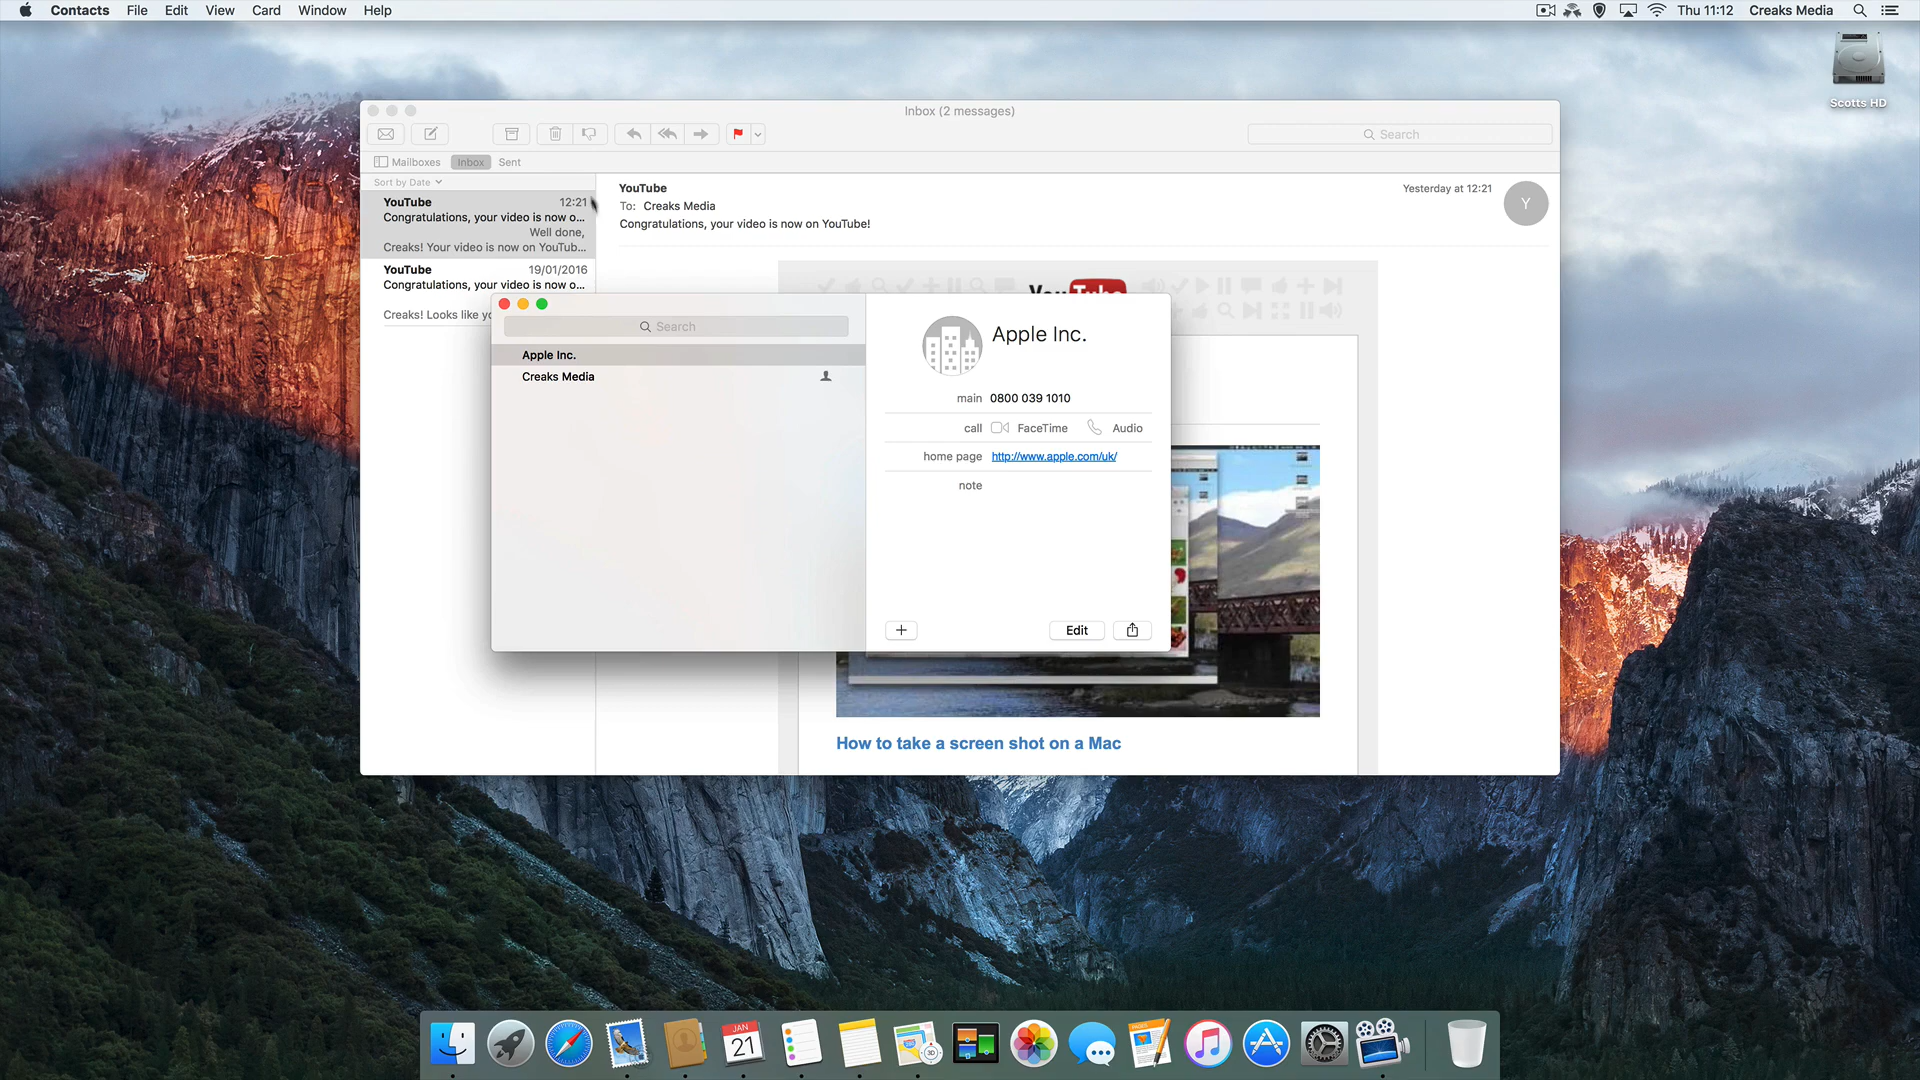 Contacts File Edit View Card Window Help Thu 11:12 Creaks Media
Scotts HD
Inbox (2 messages)
Search
Mailboxes Inbox Sent
Sort by Date
YouTube 12:21
Congratulations, your video is now o...
Well done,
Creaks! Your video is now on YouTub...
YouTube 19/01/2016
Congratulations, your video is now o...
Creaks! Looks like
YouTube Yesterday at 12:21
To: Creaks Media
Congratulations, your video is now on YouTube!
Y
YouTube
Search
Apple Inc.
Creaks Media
Apple Inc.
main 0800 039 1010
call FaceTime Audio
home page http://www.apple.com/uk/
note
Edit
How to take a screen shot on a Mac
JAN
21
3D
PAGES